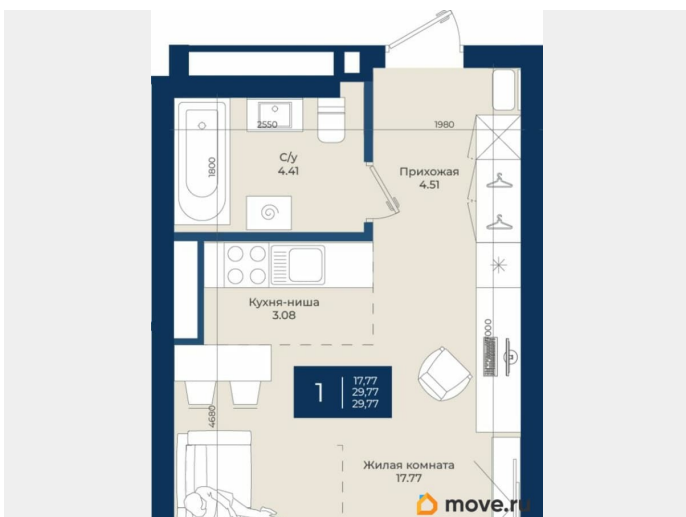 2550
1980
1800
С/у
4.41
Прихожая
4.51
Кухня-ниша
3.08
1
17,77
29,77
29,77
4680
Жилая комната
17.77
move.ru